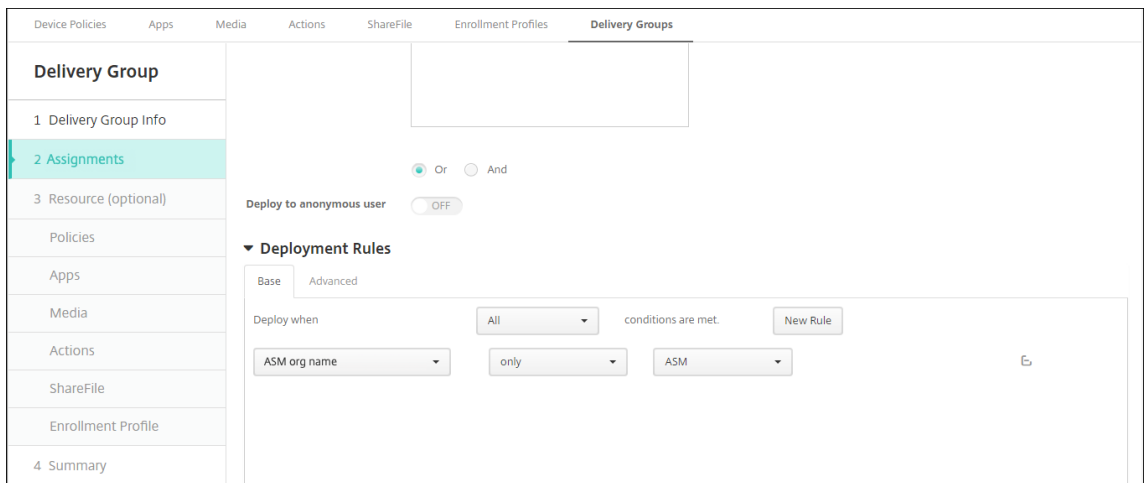 Device Policies Apps Media Actions ShareFile Enrollment Profiles Delivery Groups
Delivery Group
1 Delivery Group Info
2 Assignments
3 Resource (optional)
Policies
Apps
Media
Actions
ShareFile
Enrollment Profile
4 Summary
Or And
Deploy to anonymous user OFF
Deployment Rules
Base Advanced
Deploy when All conditions are met. New Rule
ASM org name only ASM